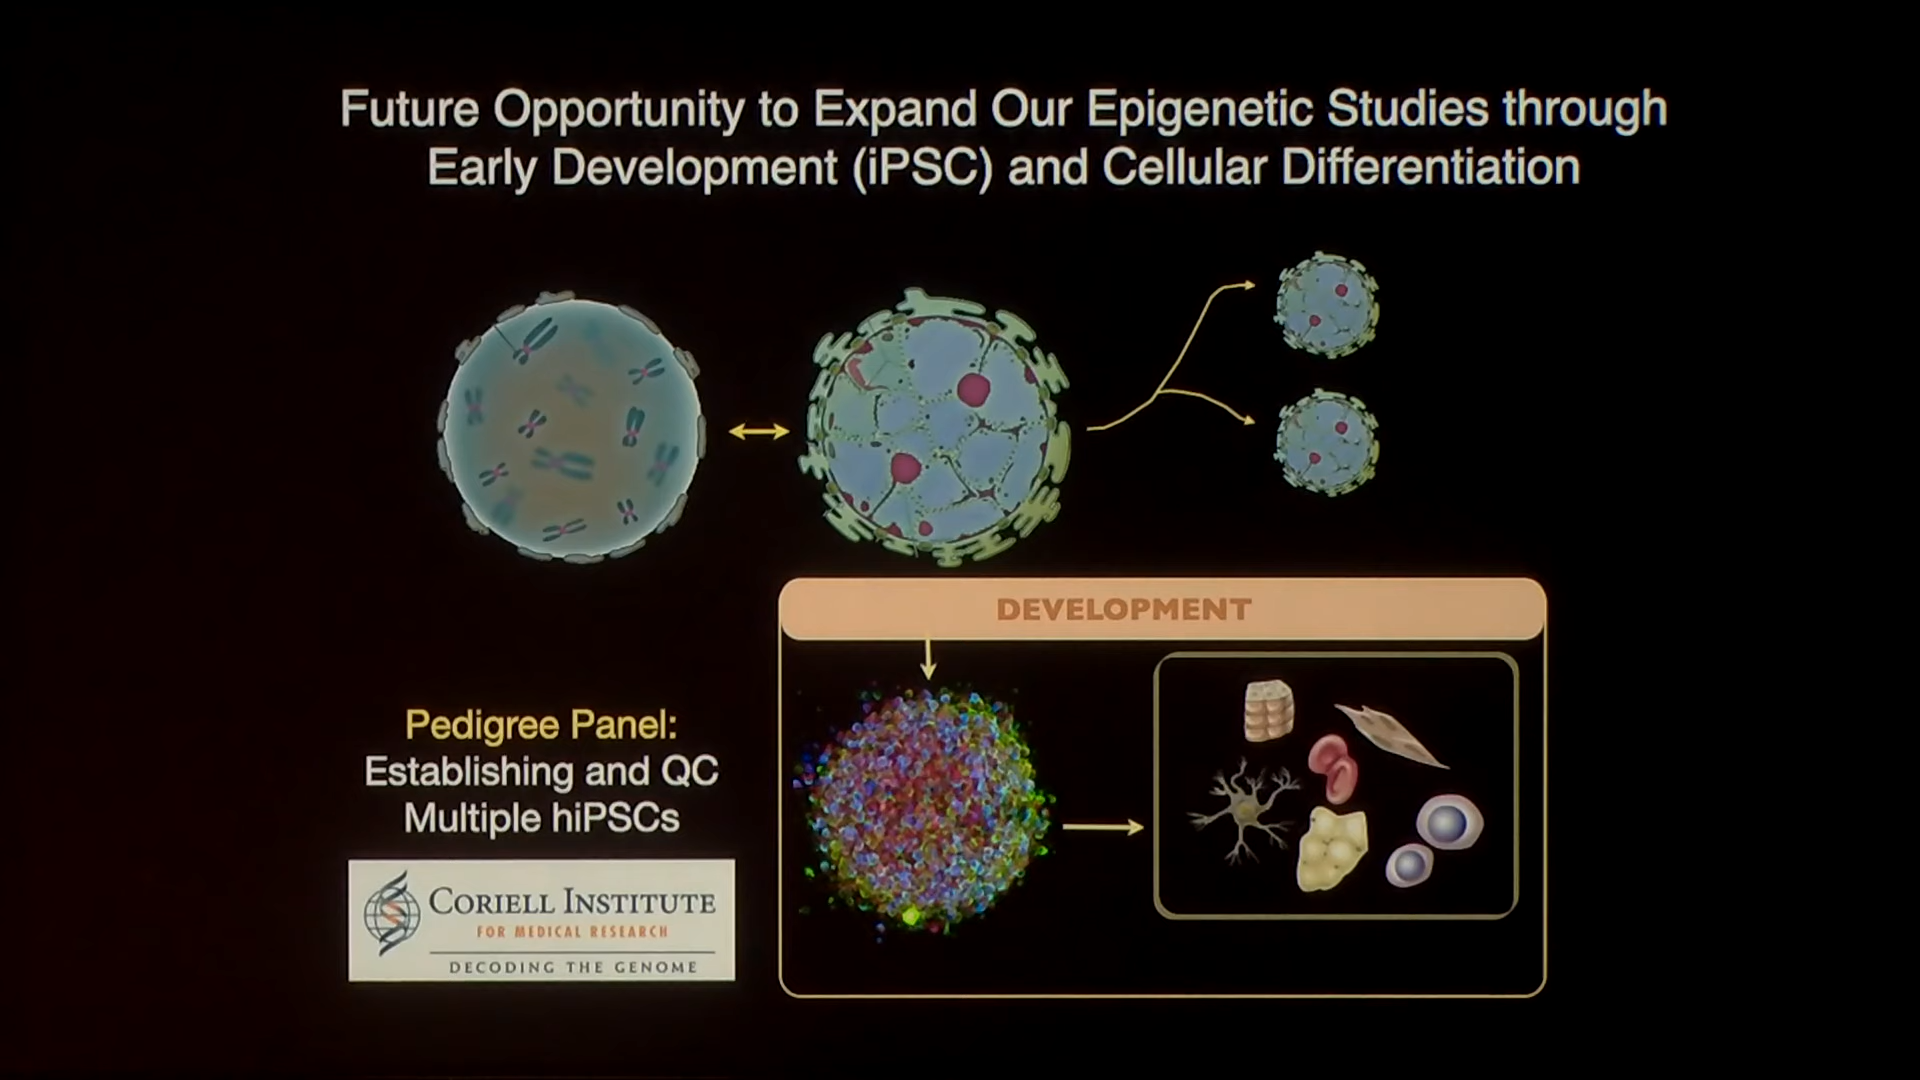 Future Opportunity to Expand Our Epigenetic Studies through
Early Development (iPSC) and Cellular Differentiation
DEVELOPMENT
Pedigree Panel:
Establishing and QC
Multiple hiPSCs
CORIELL INSTITUTE
FOR MEDICAL RESEARCH
DECODING THE GENOME